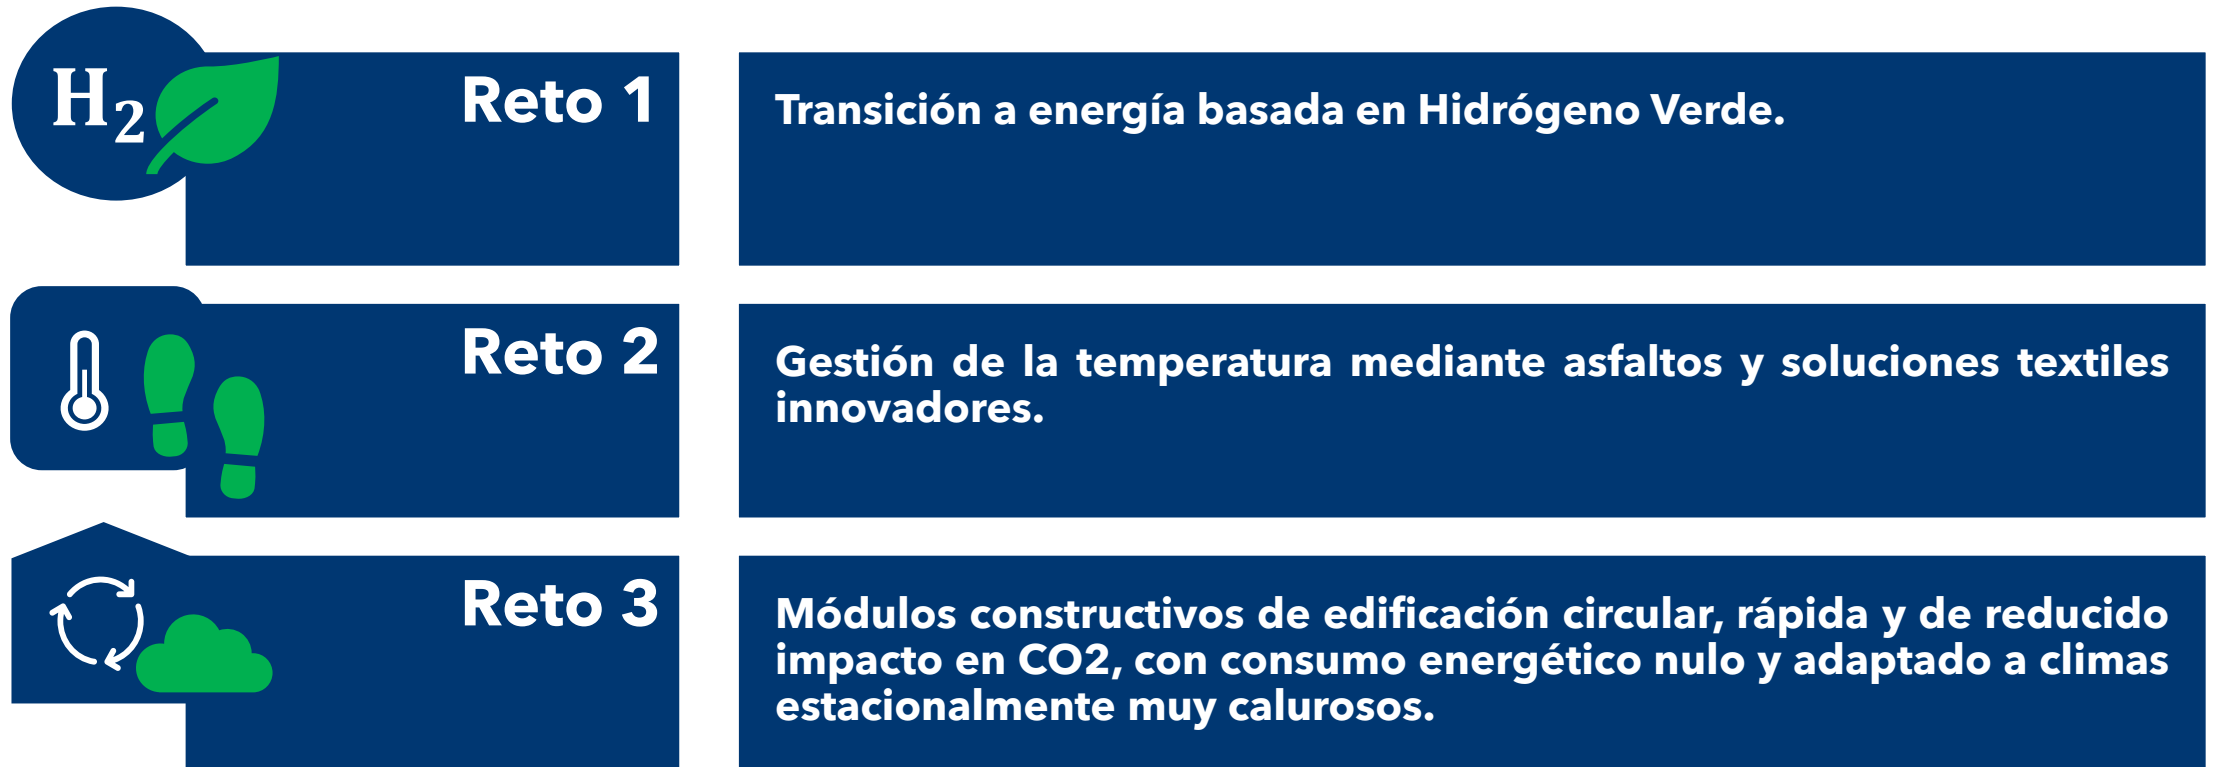 H2
Reto 1
Transición a energía basada en Hidrógeno Verde.
Reto 2
Gestión de la temperatura mediante asfaltos y soluciones textiles
innovadores.
Reto 3
Módulos constructivos de edificación circular, rápida y de reducido
impacto en CO2, con consumo energético nulo y adaptado a climas
estacionalmente muy calurosos.